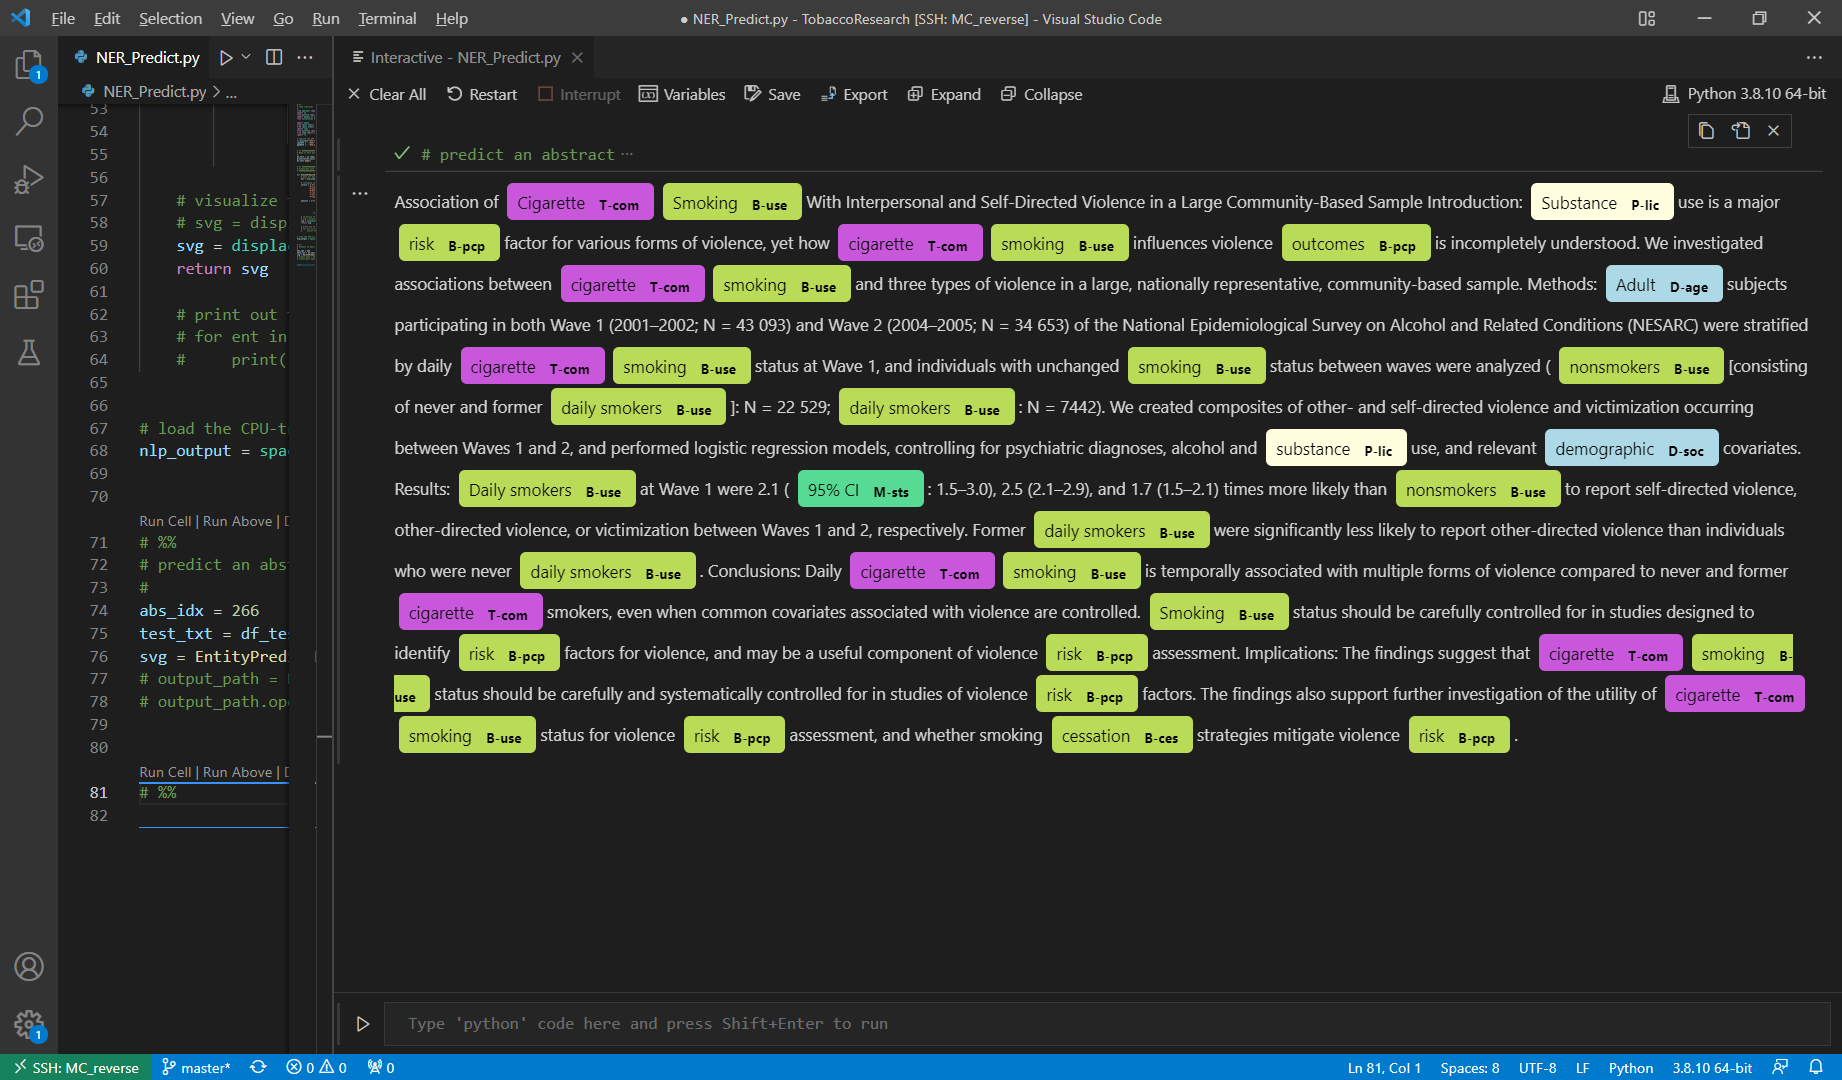 File Edit Selection View Go Run Terminal Help
● NER_Predict.py - TobaccoResearch [SSH: MC_reverse] - Visual Studio Code
NER_Predict.py
NER_Predict.py > ...
Interactive - NER_Predict.py
Clear All Restart Interrupt Variables Save Export Expand Collapse
Python 3.8.10 64-bit
53
54
55
56
57 # visualize
58 # svg = disp
59 svg = displa
60 return svg
61
62 # print out
63 # for ent in
64 # print(
65
66
67 # load the CPU-t
68 nlp_output = spa
69
70
Run Cell | Run Above | D
71 # %%
72 # predict an abs
73 #
74 abs_idx = 266
75 test_txt = df_te
76 svg = EntityPred
77 # output_path =
78 # output_path.op
79
80
Run Cell | Run Above | D
81 # %%
82
# predict an abstract ...
Association of Cigarette T-com Smoking B-use With Interpersonal and Self-Directed Violence in a Large Community-Based Sample Introduction: Substance P-lic use is a major
risk B-pcp factor for various forms of violence, yet how cigarette T-com smoking B-use influences violence outcomes B-pcp is incompletely understood. We investigated
associations between cigarette T-com smoking B-use and three types of violence in a large, nationally representative, community-based sample. Methods: Adult D-age subjects
participating in both Wave 1 (2001–2002; N = 43 093) and Wave 2 (2004–2005; N = 34 653) of the National Epidemiological Survey on Alcohol and Related Conditions (NESARC) were stratified
by daily cigarette T-com smoking B-use status at Wave 1, and individuals with unchanged smoking B-use status between waves were analyzed ( nonsmokers B-use [consisting
of never and former daily smokers B-use ]: N = 22 529; daily smokers B-use : N = 7442). We created composites of other- and self-directed violence and victimization occurring
between Waves 1 and 2, and performed logistic regression models, controlling for psychiatric diagnoses, alcohol and substance P-lic use, and relevant demographic D-soc covariates.
Results: Daily smokers B-use at Wave 1 were 2.1 ( 95% CI M-sts : 1.5–3.0), 2.5 (2.1–2.9), and 1.7 (1.5–2.1) times more likely than nonsmokers B-use to report self-directed violence,
other-directed violence, or victimization between Waves 1 and 2, respectively. Former daily smokers B-use were significantly less likely to report other-directed violence than individuals
who were never daily smokers B-use . Conclusions: Daily cigarette T-com smoking B-use is temporally associated with multiple forms of violence compared to never and former
cigarette T-com smokers, even when common covariates associated with violence are controlled. Smoking B-use status should be carefully controlled for in studies designed to
identify risk B-pcp factors for violence, and may be a useful component of violence risk B-pcp assessment. Implications: The findings suggest that cigarette T-com smoking B-
use status should be carefully and systematically controlled for in studies of violence risk B-pcp factors. The findings also support further investigation of the utility of cigarette T-com
smoking B-use status for violence risk B-pcp assessment, and whether smoking cessation B-ces strategies mitigate violence risk B-pcp .
Type 'python' code here and press Shift+Enter to run
1
1
SSH: MC_reverse master* 0 0 0
Ln 81, Col 1 Spaces: 8 UTF-8 LF Python 3.8.10 64-bit